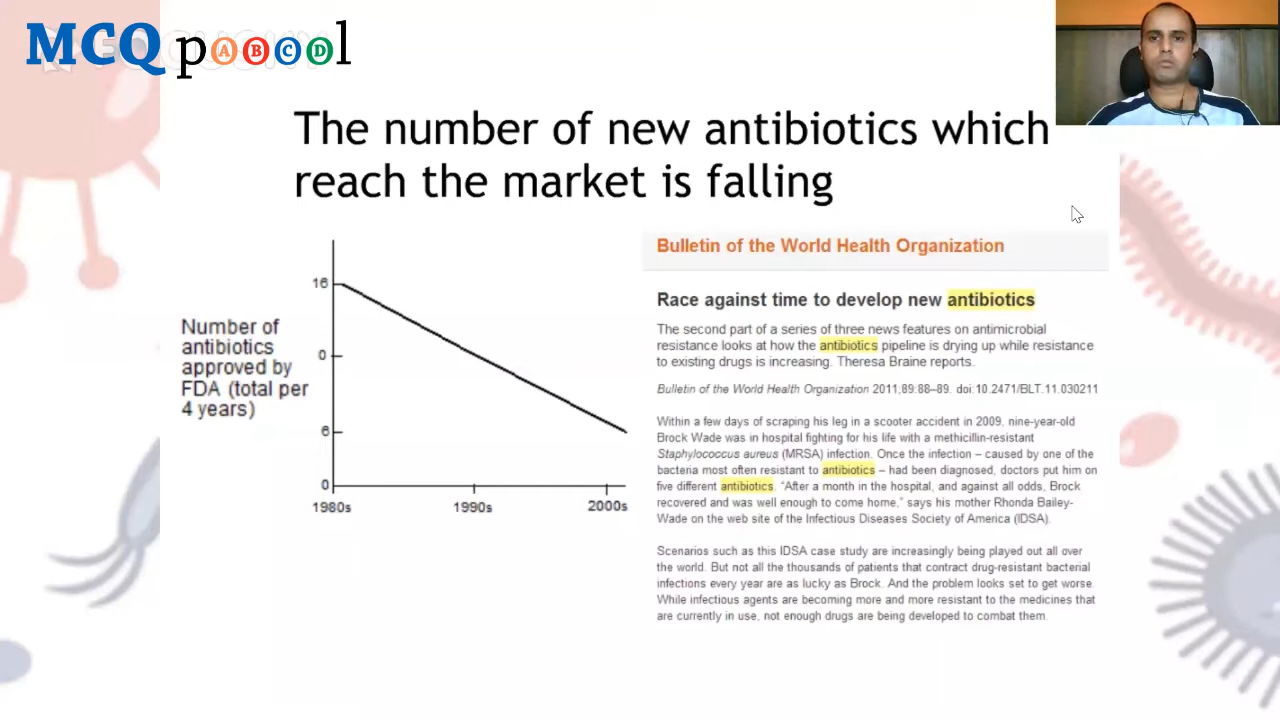 MCQ pABCDl
The number of new antibiotics which
reach the market is falling
Number of
antibiotics
approved by
FDA (total per
4 years)
16
0
6
0
1980s
1990s
2000s
Bulletin of the World Health Organization
Race against time to develop new antibiotics
The second part of a series of three news features on antimicrobial
resistance looks at how the antibiotics pipeline is drying up while resistance
to existing drugs is increasing. Theresa Braine reports.
Bulletin of the World Health Organization 2011;89:88–89. doi:10.2471/BLT.11.030211
Within a few days of scraping his leg in a scooter accident in 2009, nine-year-old
Brock Wade was in hospital fighting for his life with a methicillin-resistant
Staphylococcus aureus (MRSA) infection. Once the infection – caused by one of the
bacteria most often resistant to antibiotics – had been diagnosed, doctors put him on
five different antibiotics. “After a month in the hospital, and against all odds, Brock
recovered and was well enough to come home,” says his mother Rhonda Bailey-
Wade on the web site of the Infectious Diseases Society of America (IDSA).
Scenarios such as this IDSA case study are increasingly being played out all over
the world. But not all the thousands of patients that contract drug-resistant bacterial
infections every year are as lucky as Brock. And the problem looks set to get worse.
While infectious agents are becoming more and more resistant to the medicines that
are currently in use, not enough drugs are being developed to combat them.